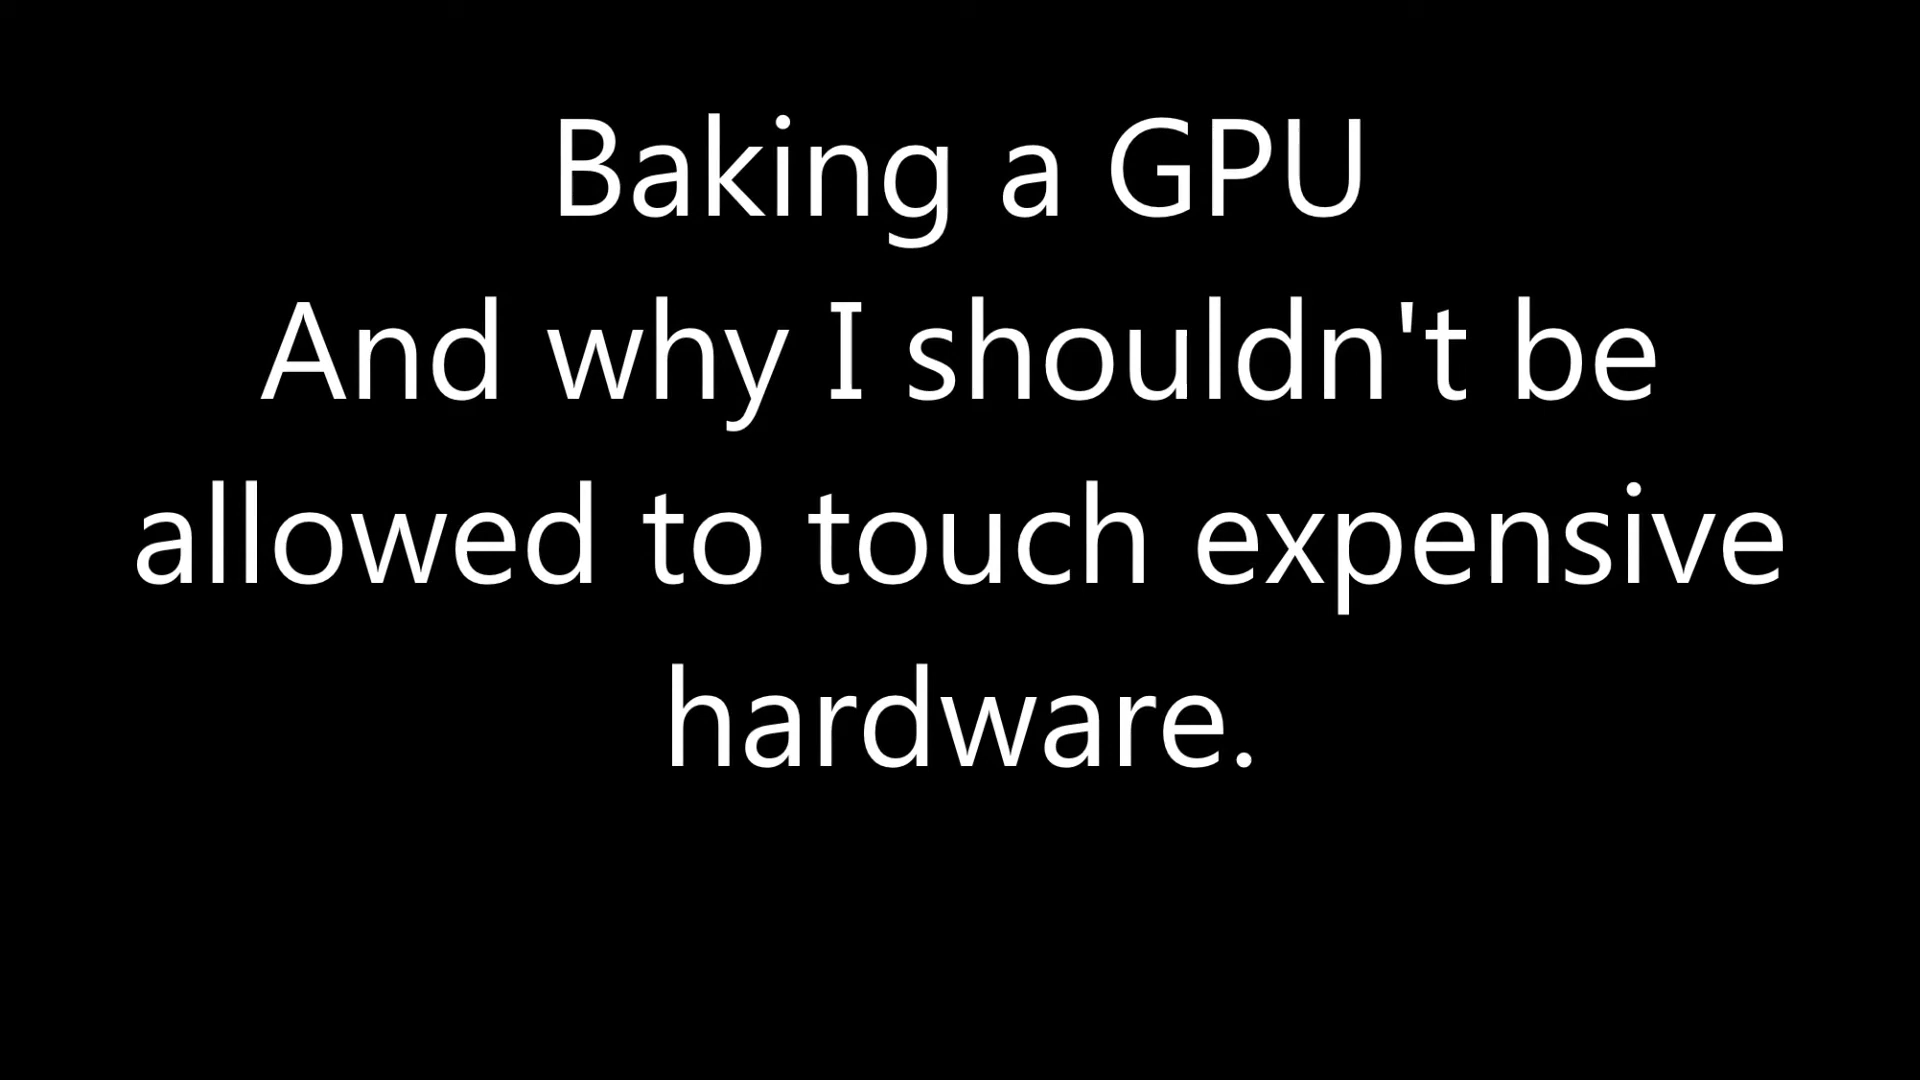 Baking a GPU
And why I shouldn't be
allowed to touch expensive
hardware.